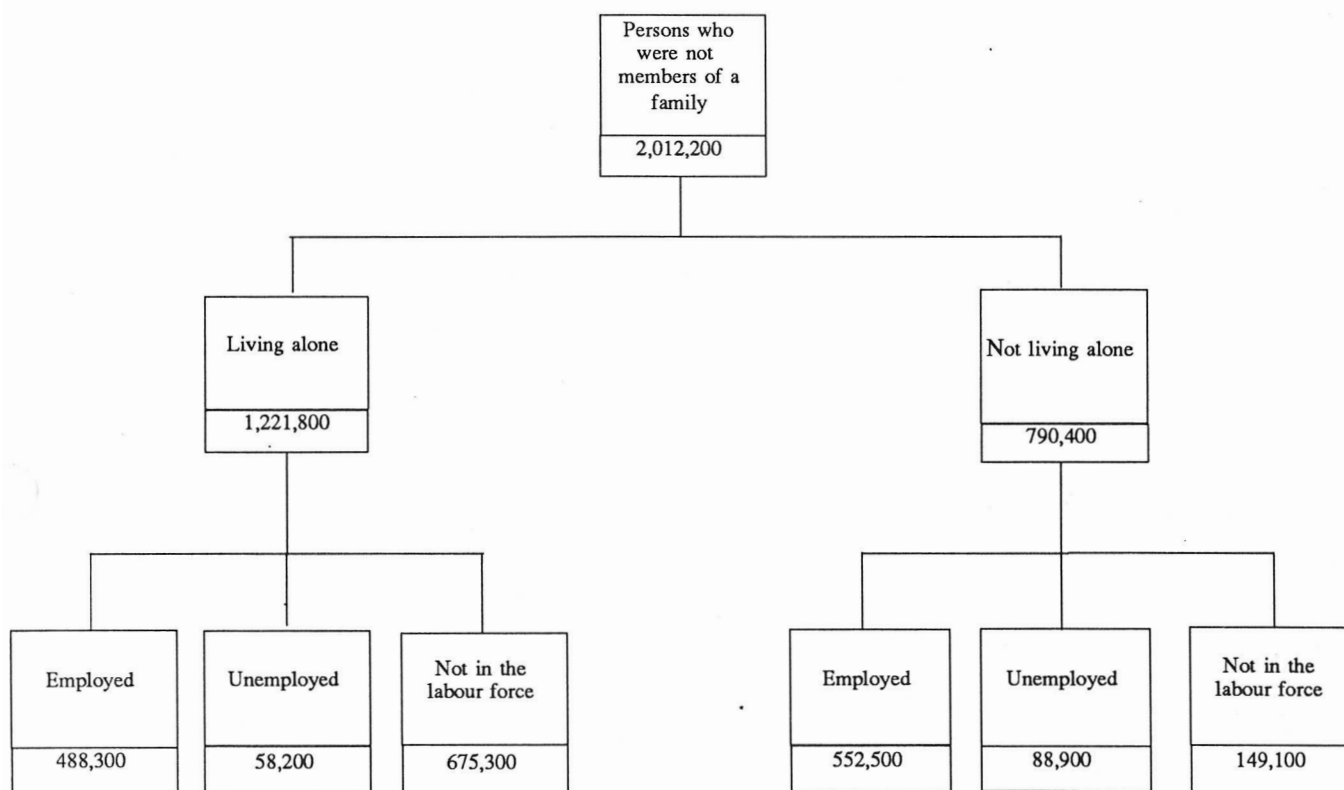 Persons who
were not
members of a
family
2,012,200
Living alone
1,221,800
Not living alone
790,400
Employed
488,300
Unemployed
58,200
Not in the
labour force
675,300
Employed
552,500
Unemployed
88,900
Not in the
labour force
149,100